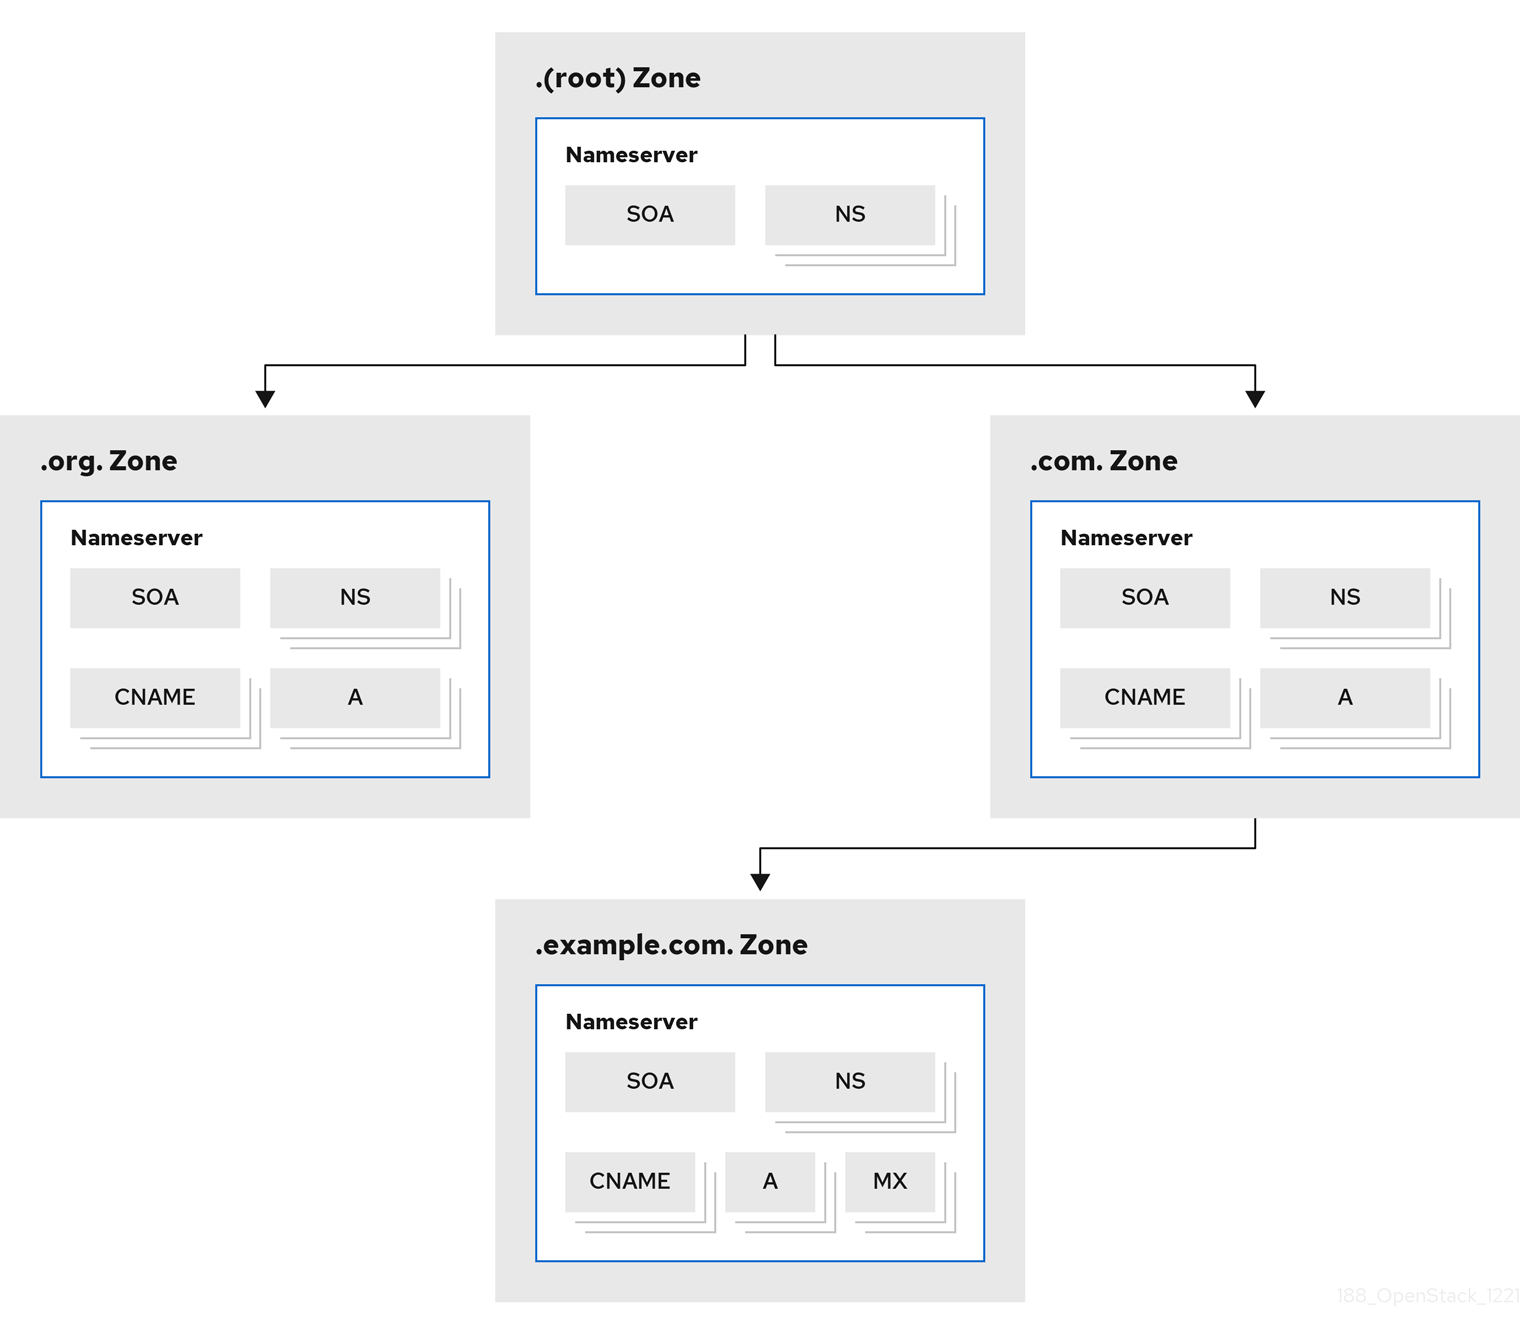 .(root) Zone
Nameserver
SOA
NS
.org. Zone
Nameserver
SOA
NS
CNAME
A
.com. Zone
Nameserver
SOA
NS
CNAME
A
.example.com. Zone
Nameserver
SOA
NS
CNAME
A
MX
188_OpenStack_1221